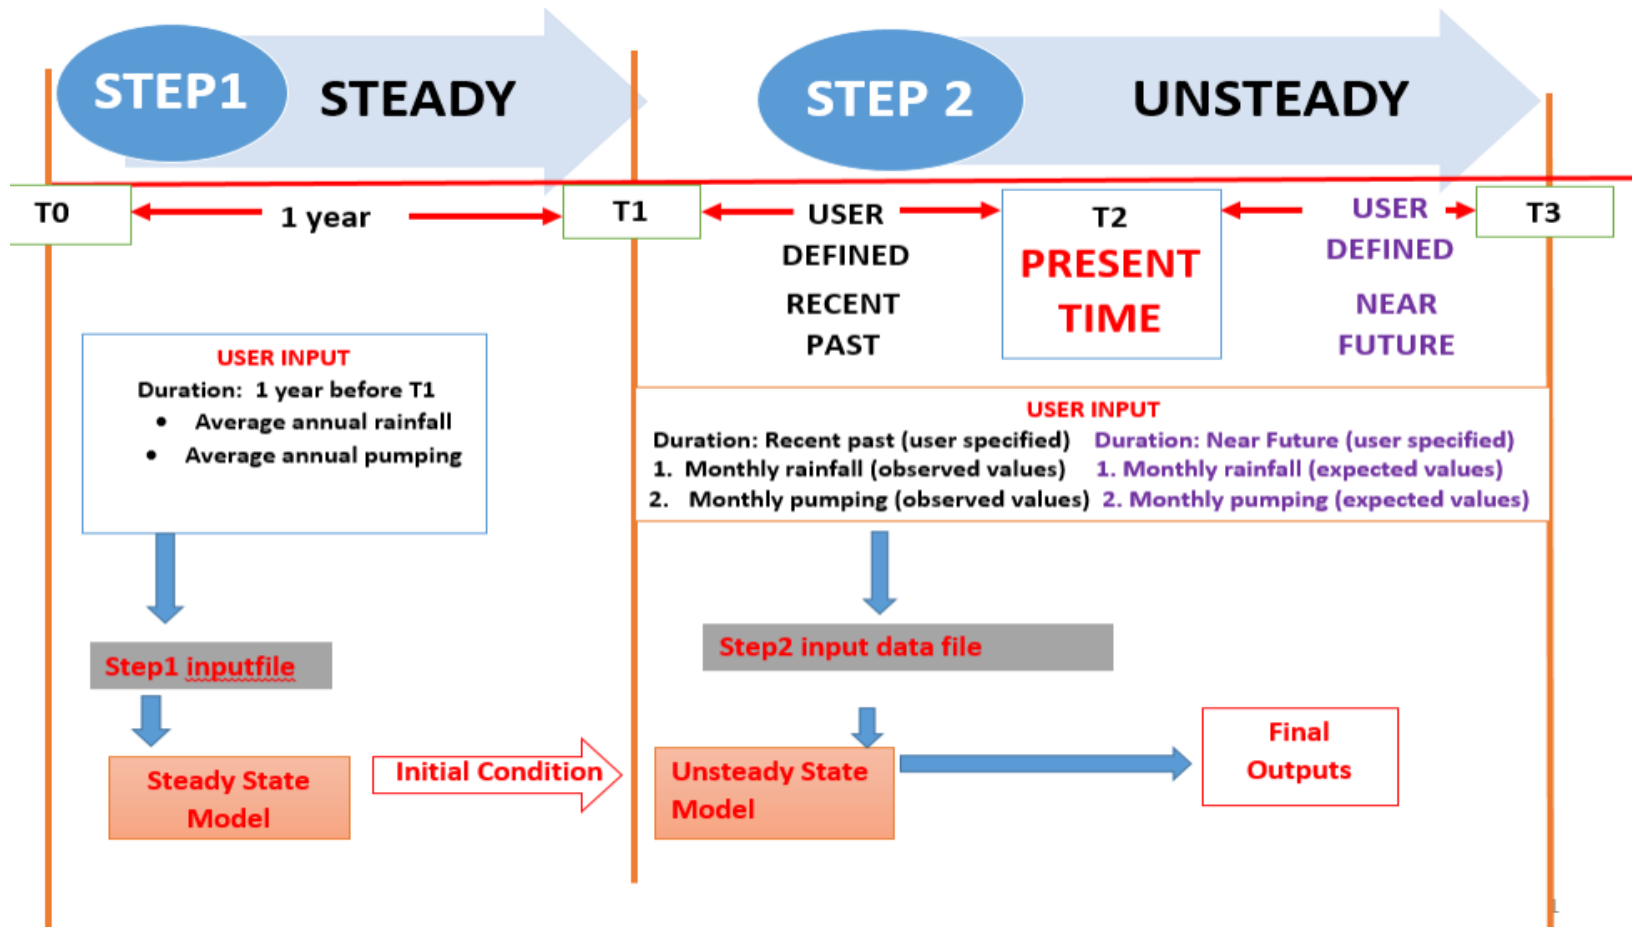 STEP1
STEADY
STEP 2
UNSTEADY
T0
1 year
T1
USER
DEFINED
RECENT
PAST
T2
PRESENT
TIME
USER
DEFINED
NEAR
FUTURE
T3
USER INPUT
Duration:  1 year before T1
• Average annual rainfall
• Average annual pumping
USER INPUT
Duration: Recent past (user specified)
1. Monthly rainfall (observed values)
2. Monthly pumping (observed values)
Duration: Near Future (user specified)
1. Monthly rainfall (expected values)
2. Monthly pumping (expected values)
Step1 inputfile
Step2 input data file
Steady State
Model
Initial Condition
Unsteady State
Model
Final
Outputs
1